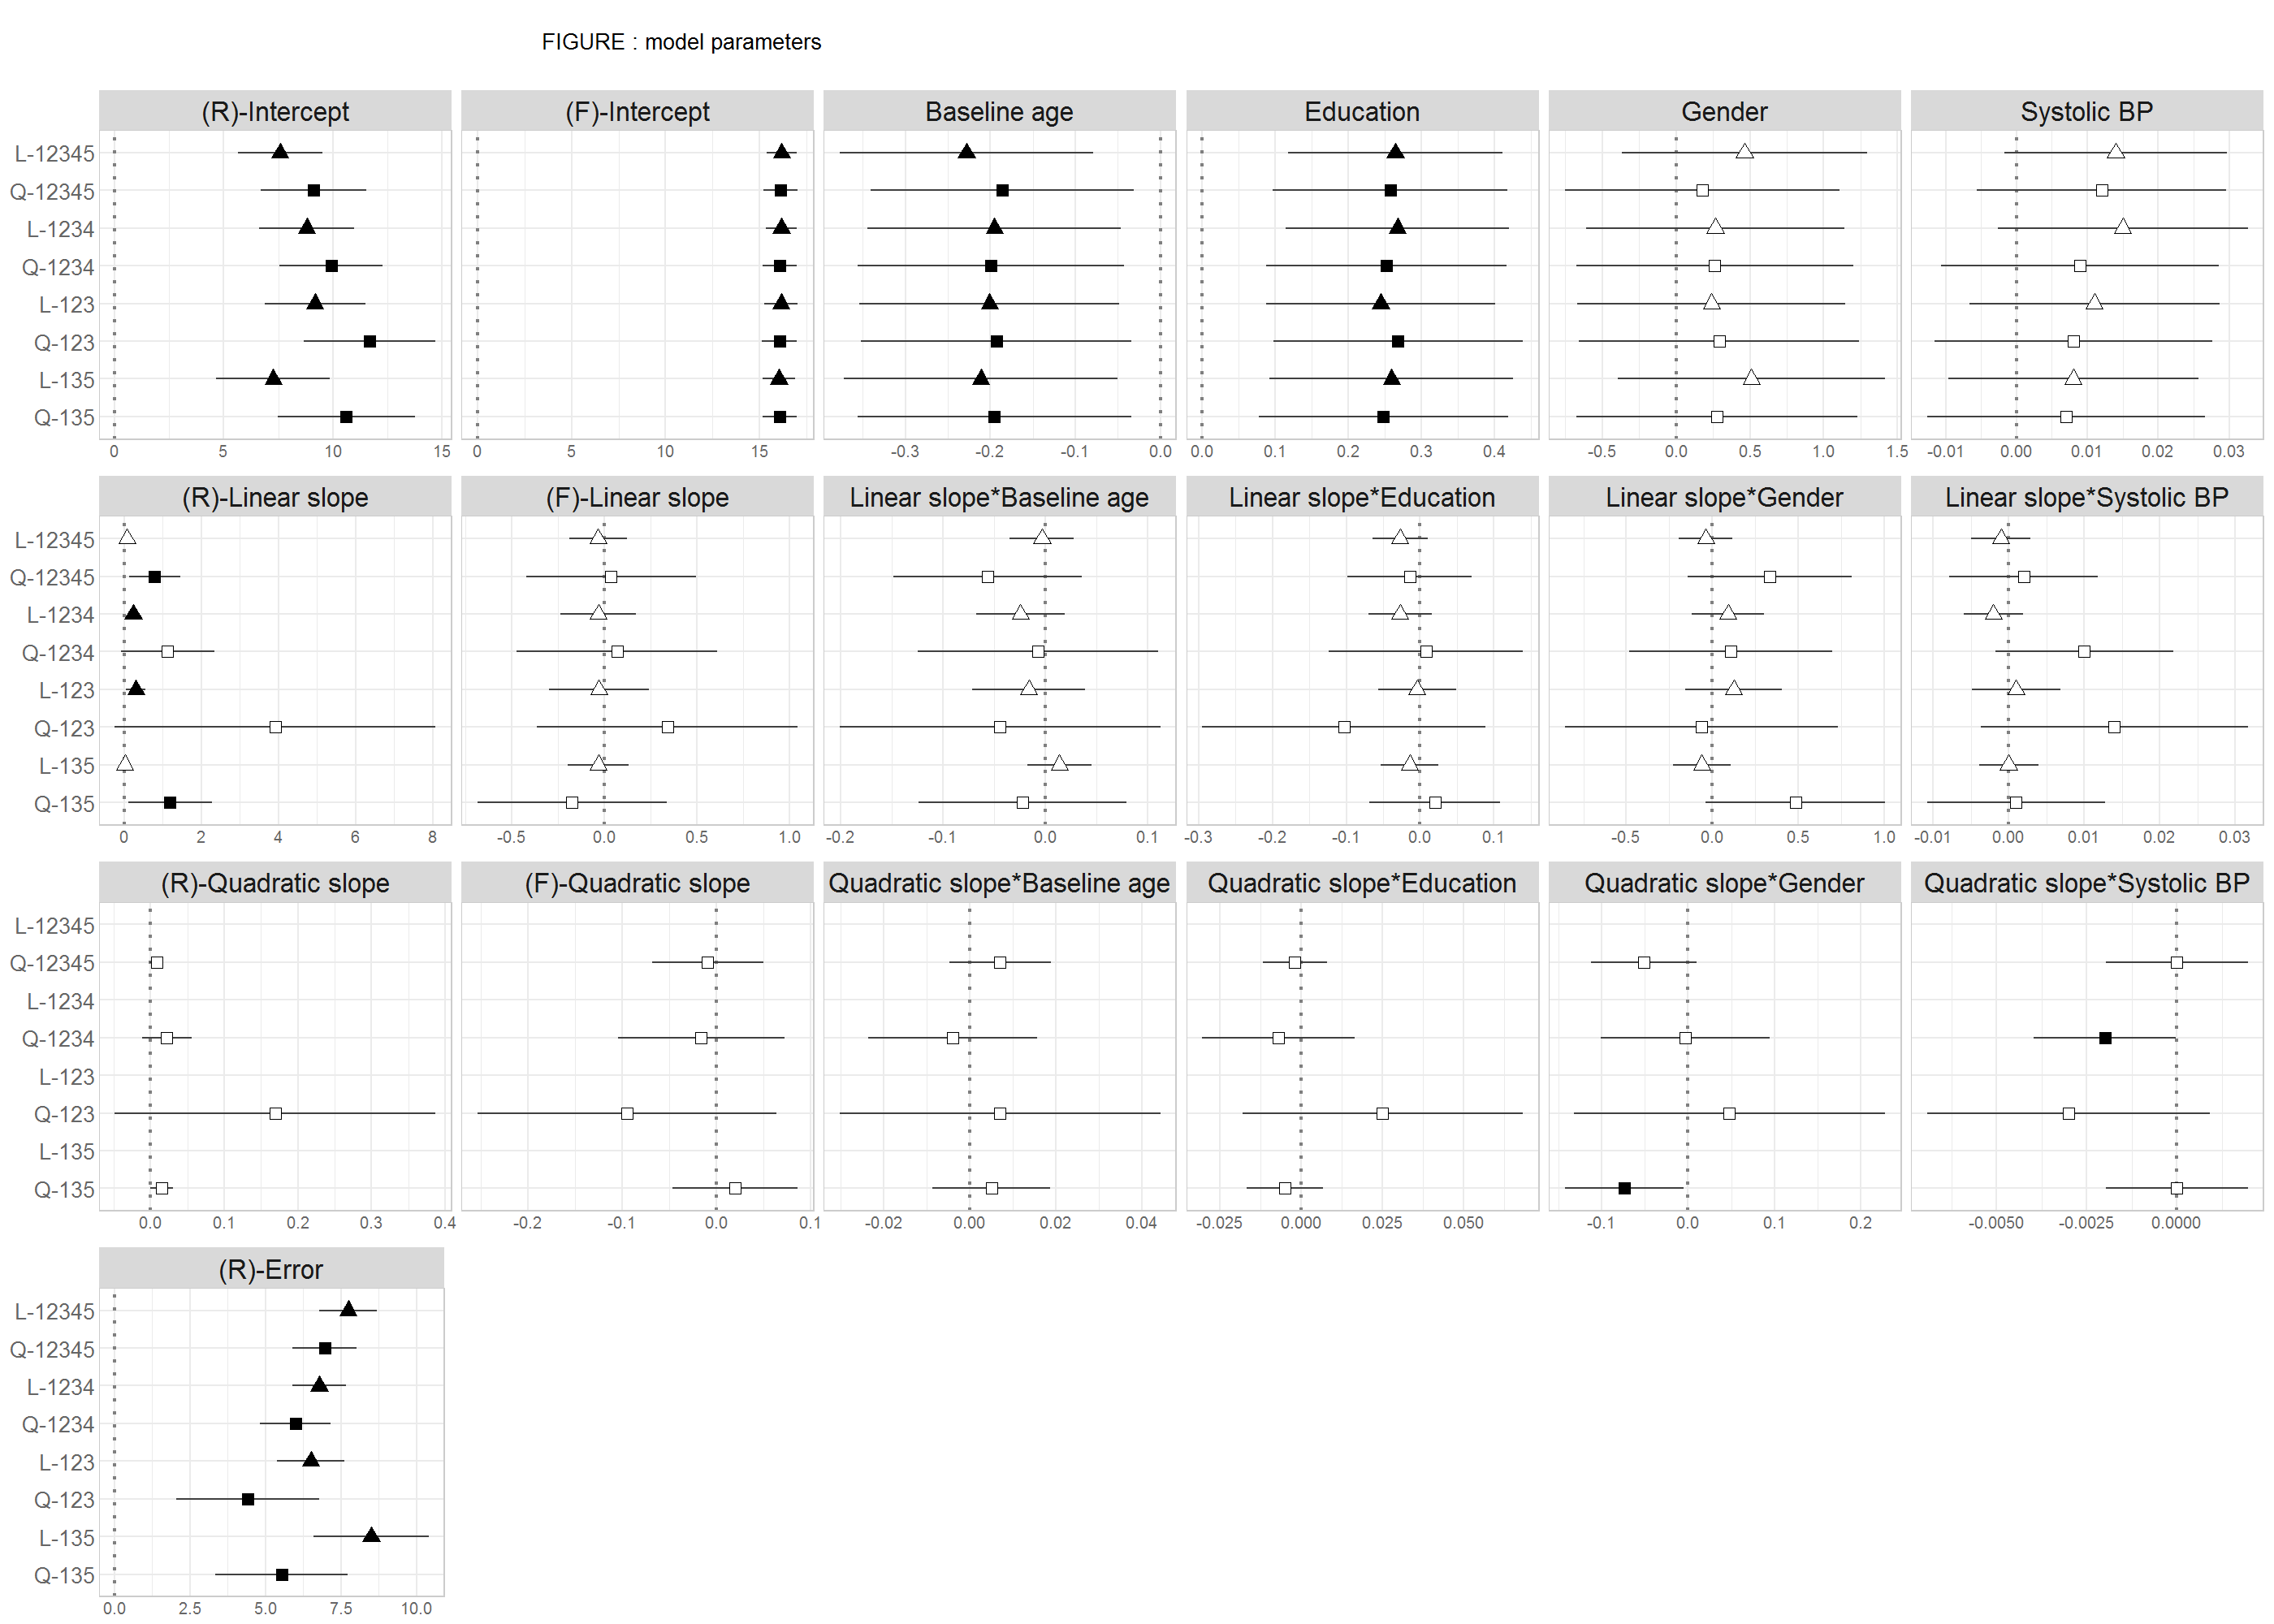 FIGURE : model parameters
(R)-Intercept (F)-Intercept Baseline age Education Gender Systolic BP
L-12345
Q-12345
L-1234
Q-1234
L-123
Q-123
L-135
Q-135
0 5 10 15 0 5 10 15 -0.3 -0.2 -0.1 0.0 0.0 0.1 0.2 0.3 0.4 -0.5 0.0 0.5 1.0 1.5 -0.01 0.00 0.01 0.02 0.03
(R)-Linear slope (F)-Linear slope Linear slope*Baseline age Linear slope*Education Linear slope*Gender Linear slope*Systolic BP
L-12345
Q-12345
L-1234
Q-1234
L-123
Q-123
L-135
Q-135
0 2 4 6 8 -0.5 0.0 0.5 1.0 -0.2 -0.1 0.0 0.1 -0.3 -0.2 -0.1 0.0 0.1 -0.5 0.0 0.5 1.0 -0.01 0.00 0.01 0.02 0.03
(R)-Quadratic slope (F)-Quadratic slope Quadratic slope*Baseline age Quadratic slope*Education Quadratic slope*Gender Quadratic slope*Systolic BP
L-12345
Q-12345
L-1234
Q-1234
L-123
Q-123
L-135
Q-135
0.0 0.1 0.2 0.3 0.4 -0.2 -0.1 0.0 0.1 -0.02 0.00 0.02 0.04 -0.025 0.000 0.025 0.050 -0.1 0.0 0.1 0.2 -0.0050 -0.0025 0.0000
(R)-Error
L-12345
Q-12345
L-1234
Q-1234
L-123
Q-123
L-135
Q-135
0.0 2.5 5.0 7.5 10.0